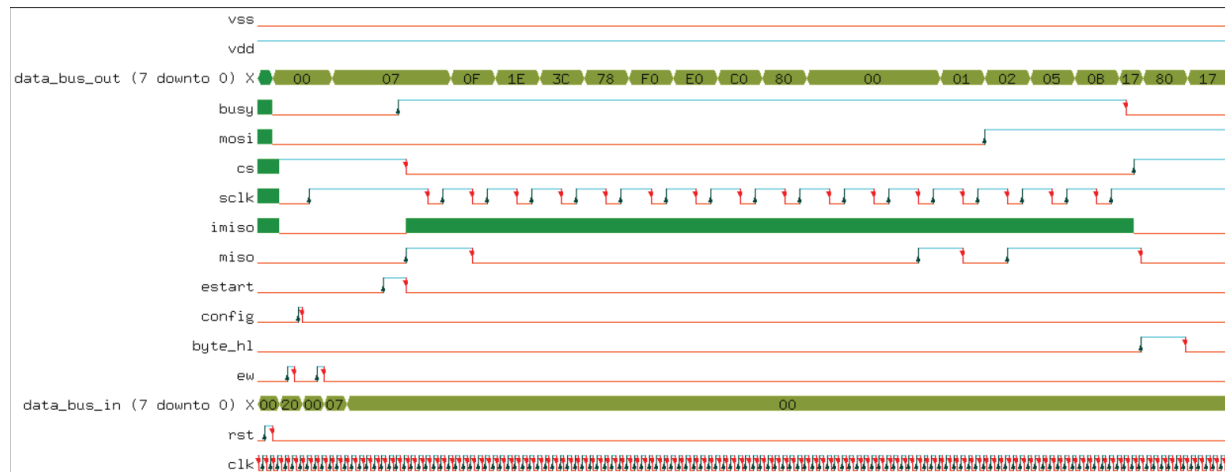 vss
vdd
data_bus_out (7 downto 0) X 00 07 0F 1E 3C 78 F0 E0 C0 80 00 01 02 05 0B 17 80 17
busy
mosi
cs
sclk
imiso
miso
estart
config
byte_hl
ew
data_bus_in (7 downto 0) X 00 20 00 07 00
rst
clk